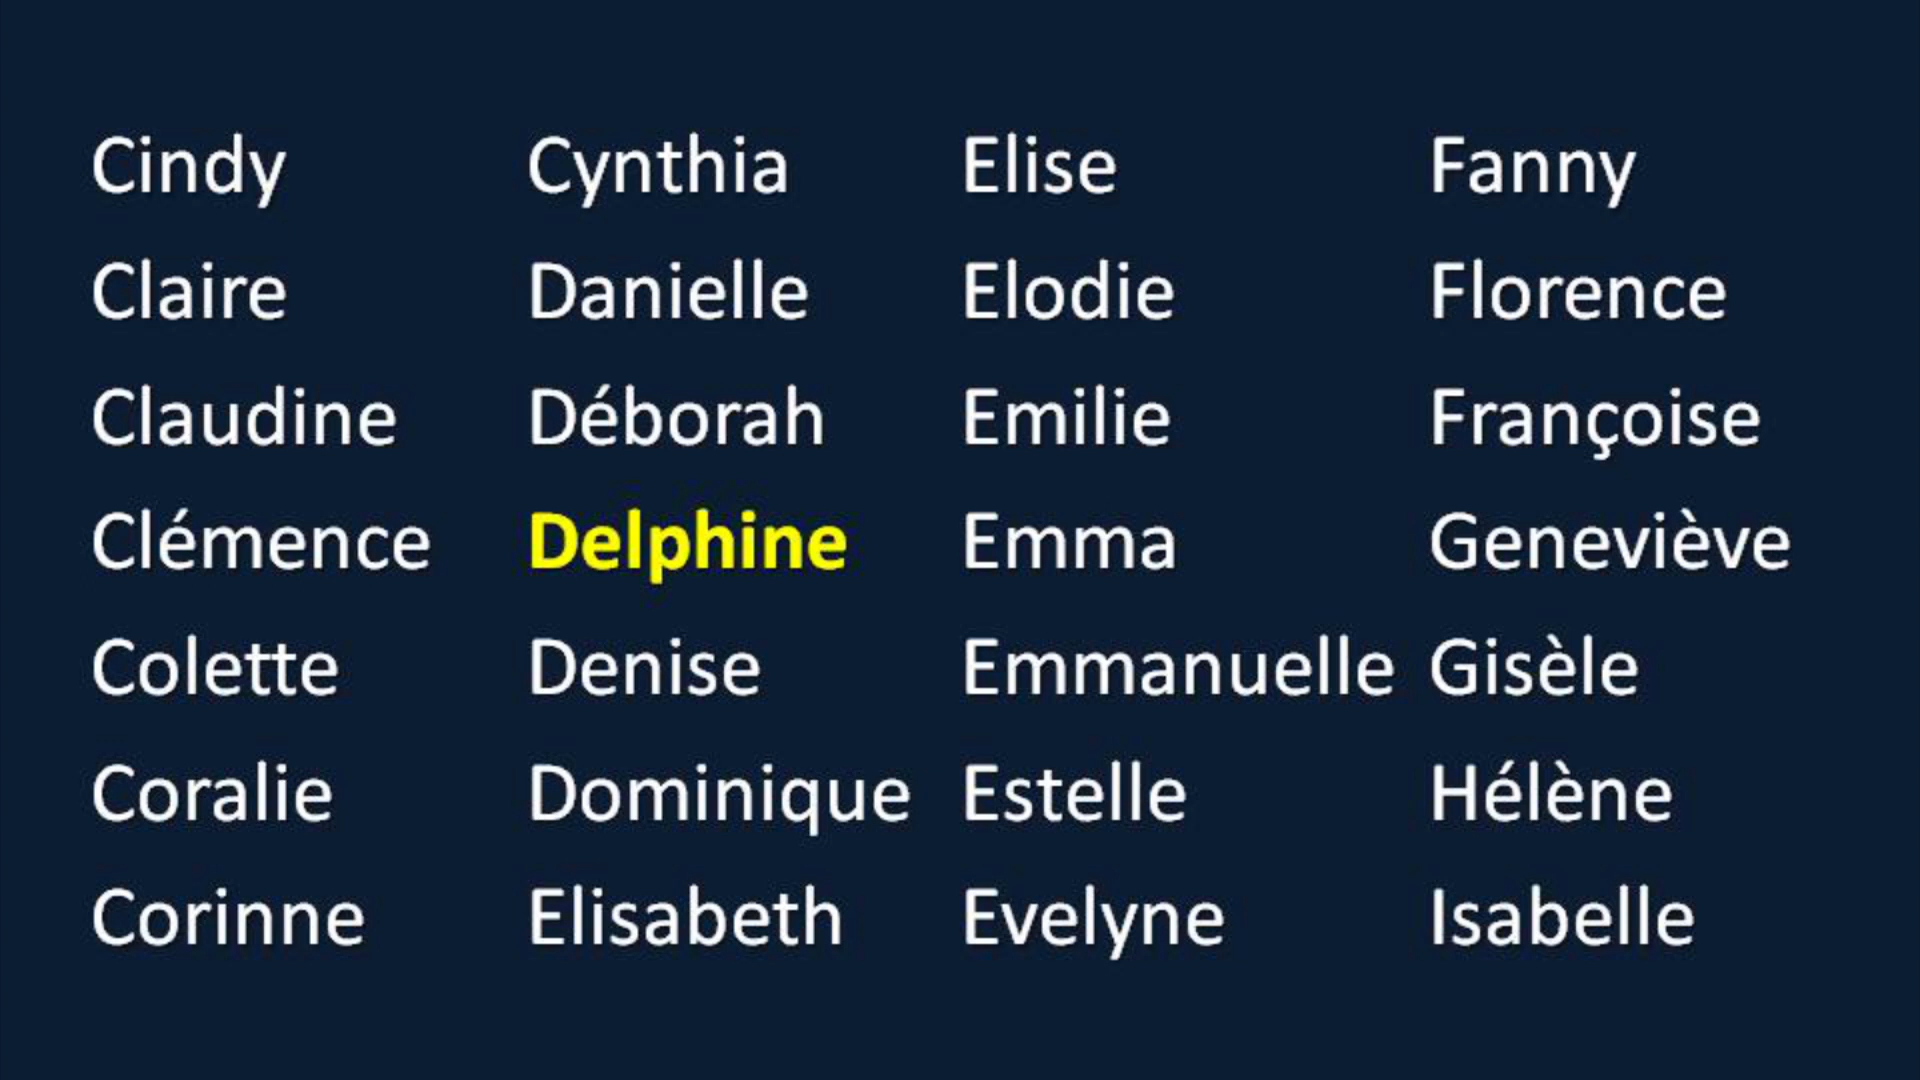 Cindy Cynthia Elise Fanny
Claire Danielle Elodie Florence
Claudine Déborah Emilie Françoise
Clémence Delphine Emma Geneviève
Colette Denise Emmanuelle Gisèle
Coralie Dominique Estelle Hélène
Corinne Elisabeth Evelyne Isabelle